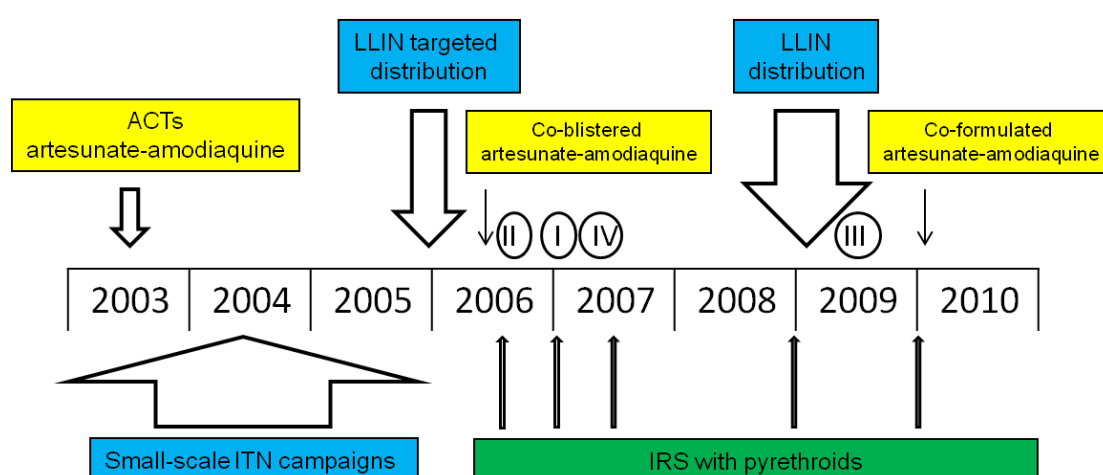 LLIN targeted
distribution
LLIN
distribution
ACTs
artesunate-amodiaquine
Co-blistered
artesunate-amodiaquine
Co-formulated
artesunate-amodiaquine
II
I
IV
III
2003
2004
2005
2006
2007
2008
2009
2010
Small-scale ITN campaigns
IRS with pyrethroids